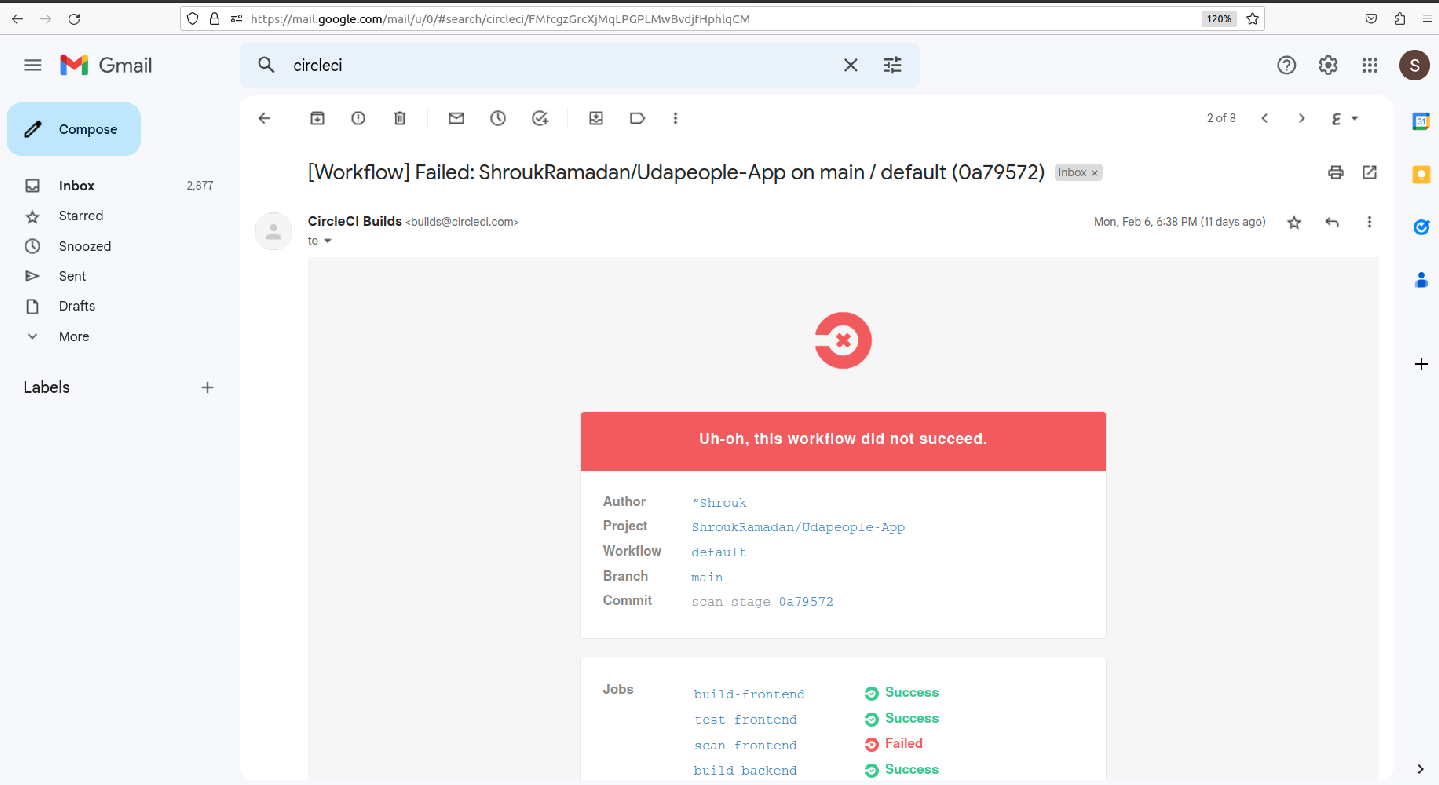 https://mail.google.com/mail/u/0/#search/circleci/FMfcgzGrcXjMqLPGPLMwBvdjfHphlqCM
120%
Gmail
circleci
S
Compose
2 of 8
31
[Workflow] Failed: ShroukRamadan/Udapeople-App on main / default (0a79572)
Inbox ×
Inbox 2,877
Starred
Snoozed
Sent
Drafts
More
Labels
CircleCI Builds <builds@circleci.com>
Mon, Feb 6, 6:38 PM (11 days ago)
to
Uh-oh, this workflow did not succeed.
Author "Shrouk
Project ShroukRamadan/Udapeople-App
Workflow default
Branch main
Commit scan stage 0a79572
Jobs build-frontend Success
test-frontend Success
scan-frontend Failed
build-backend Success